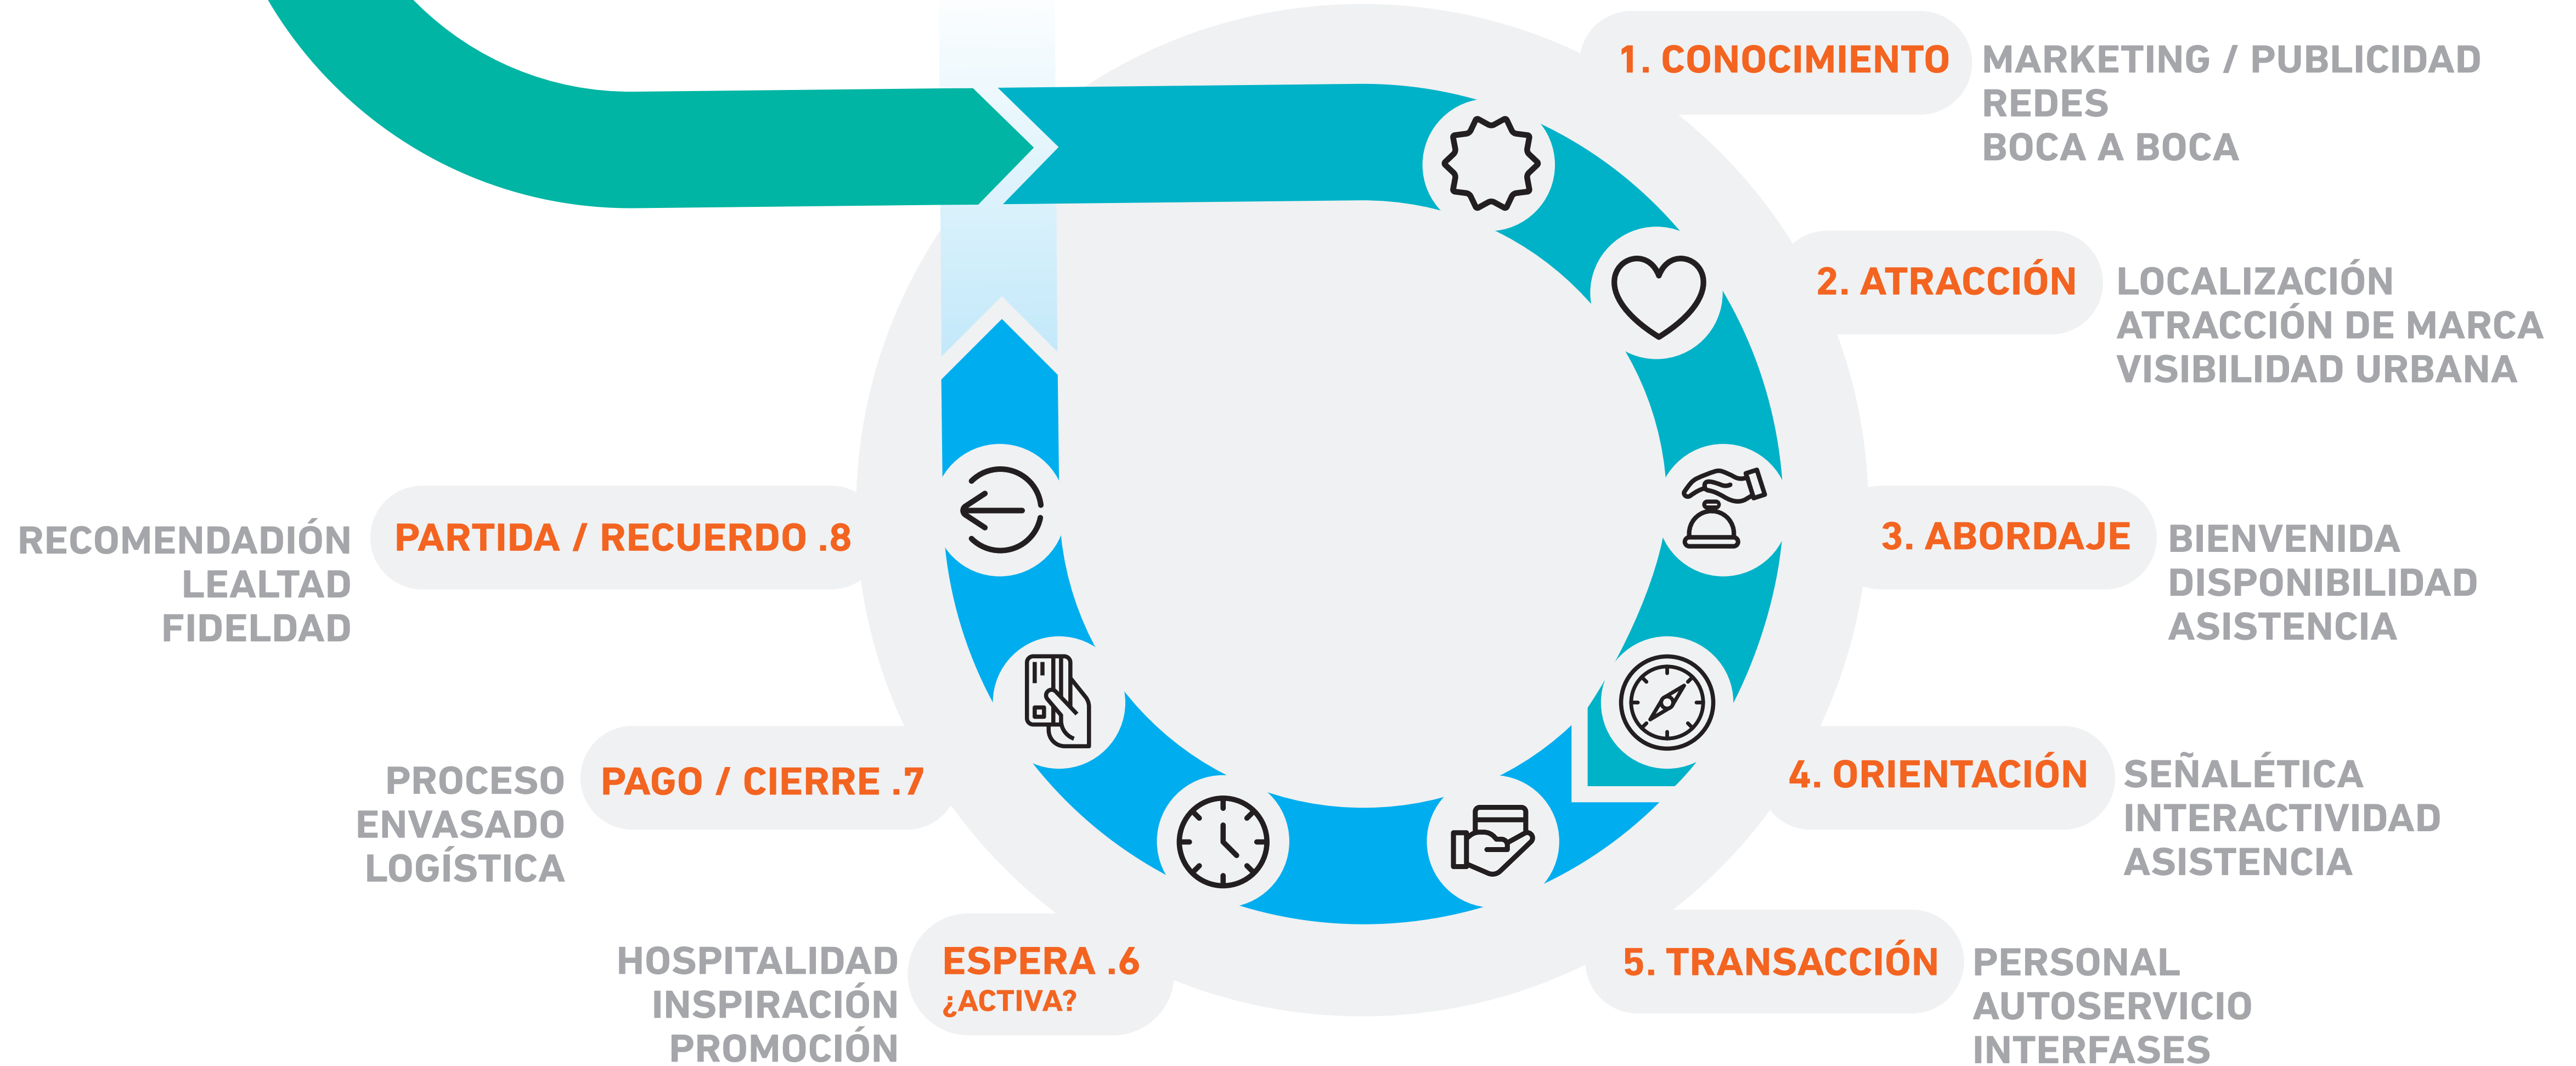 1. CONOCIMIENTO
MARKETING / PUBLICIDAD
REDES
BOCA A BOCA
2. ATRACCIÓN
LOCALIZACIÓN
ATRACCIÓN DE MARCA
VISIBILIDAD URBANA
3. ABORDAJE
BIENVENIDA
DISPONIBILIDAD
ASISTENCIA
4. ORIENTACIÓN
SEÑALÉTICA
INTERACTIVIDAD
ASISTENCIA
5. TRANSACCIÓN
PERSONAL
AUTOSERVICIO
INTERFASES
ESPERA .6
¿ACTIVA?
HOSPITALIDAD
INSPIRACIÓN
PROMOCIÓN
PAGO / CIERRE .7
PROCESO
ENVASADO
LOGÍSTICA
PARTIDA / RECUERDO .8
RECOMENDADIÓN
LEALTAD
FIDELDAD